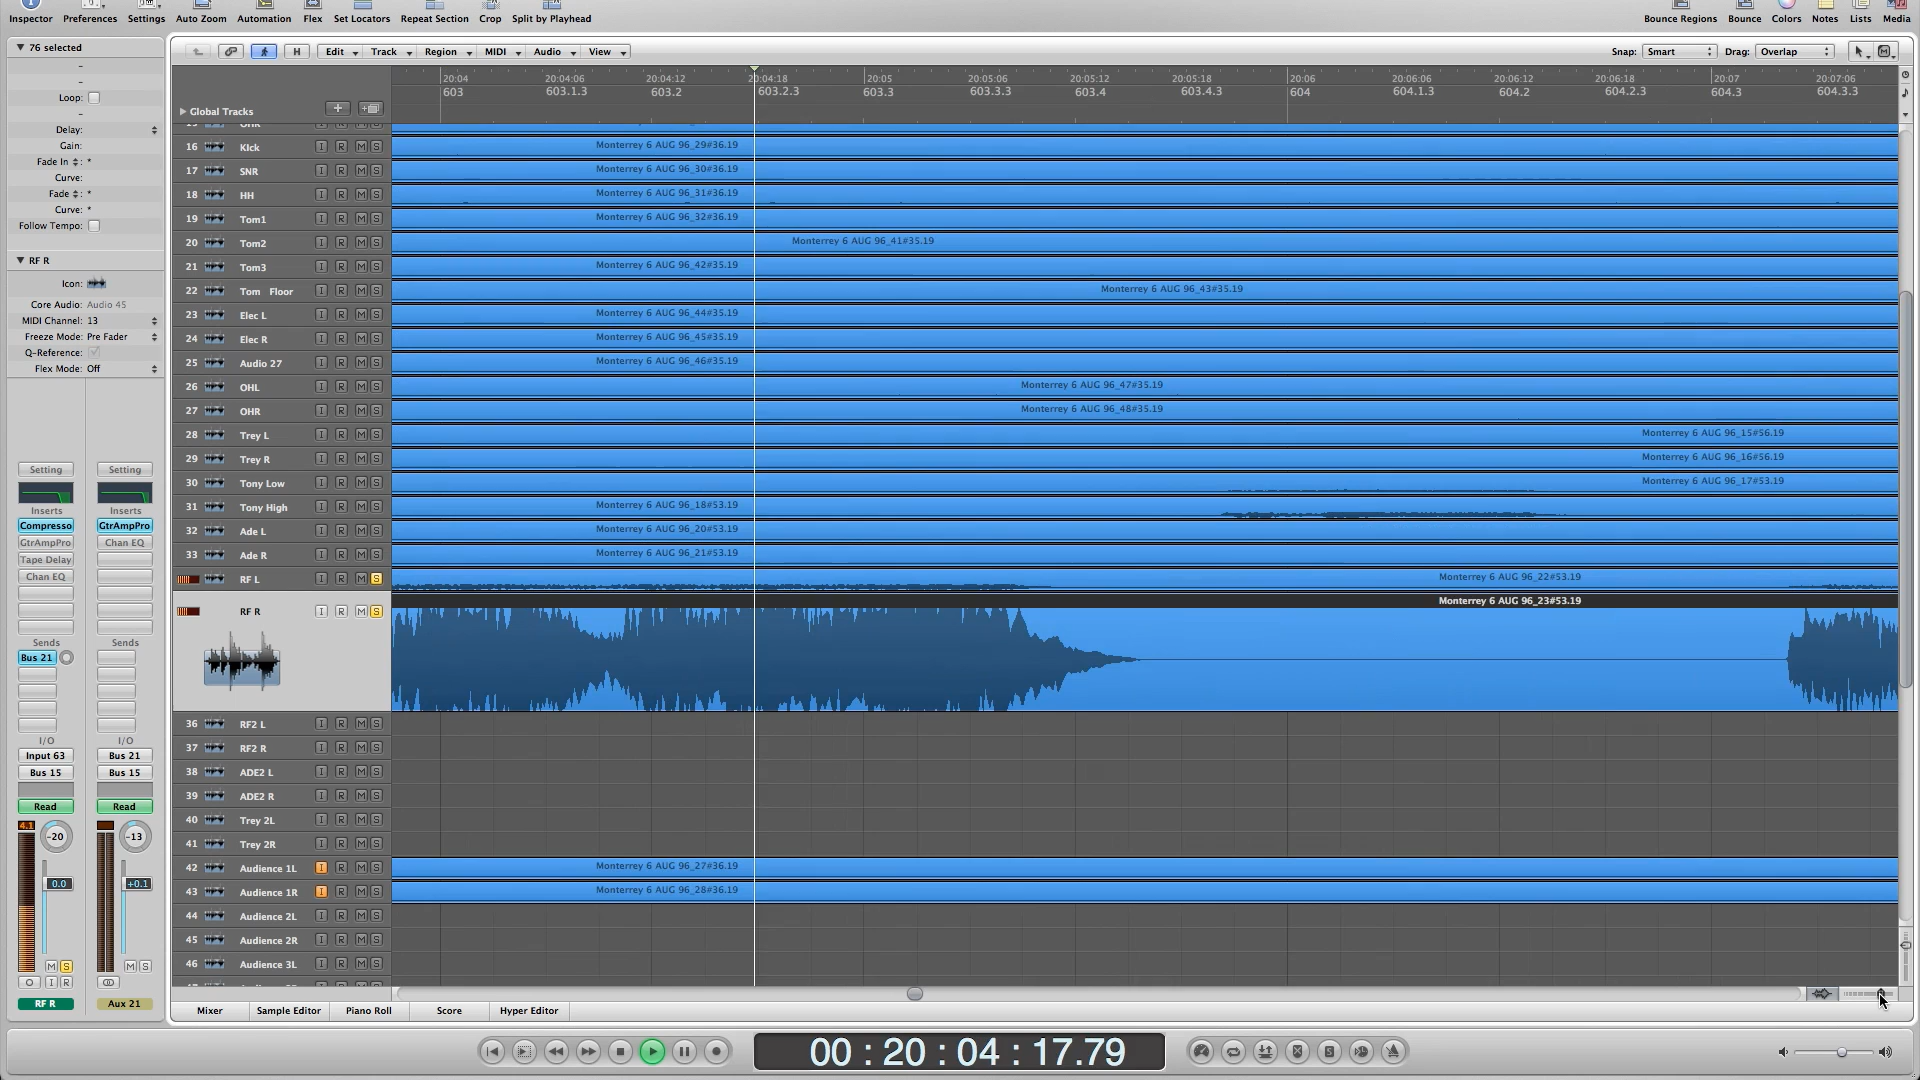 Inspector Preferences Settings Auto Zoom Automation Flex Set Locators Repeat Section Crop Split by Playhead Bounce Regions Bounce Colors Notes Lists Media
76 selected
H Edit Track Region MIDI Audio View Snap: Smart Drag: Overlap
20:04 20:04:06 20:04:12 20:04:18 20:05 20:05:06 20:05:12 20:05:18 20:06 20:06:06 20:06:12 20:06:18 20:07 20:07:06
603 603.1.3 603.2 603.2.3 603.3 603.3.3 603.4 603.4.3 604 604.1.3 604.2 604.2.3 604.3 604.3.3
Global Tracks
Loop:
Delay:
Gain:
Fade In : *
Curve:
Fade : *
Curve: *
Follow Tempo:
RF R
Icon:
Core Audio: Audio 45
MIDI Channel: 13
Freeze Mode: Pre Fader
Q-Reference:
Flex Mode: Off
15 OHR I R M S
16 KIck I R M S Monterrey 6 AUG 96_29#36.19
17 SNR I R M S Monterrey 6 AUG 96_30#36.19
18 HH I R M S Monterrey 6 AUG 96_31#36.19
19 Tom1 I R M S Monterrey 6 AUG 96_32#36.19
20 Tom2 I R M S Monterrey 6 AUG 96_41#35.19
21 Tom3 I R M S Monterrey 6 AUG 96_42#35.19
22 Tom Floor I R M S Monterrey 6 AUG 96_43#35.19
23 Elec L I R M S Monterrey 6 AUG 96_44#35.19
24 Elec R I R M S Monterrey 6 AUG 96_45#35.19
25 Audio 27 I R M S Monterrey 6 AUG 96_46#35.19
26 OHL I R M S Monterrey 6 AUG 96_47#35.19
27 OHR I R M S Monterrey 6 AUG 96_48#35.19
28 Trey L I R M S Monterrey 6 AUG 96_15#56.19
29 Trey R I R M S Monterrey 6 AUG 96_16#56.19
30 Tony Low I R M S Monterrey 6 AUG 96_17#53.19
31 Tony High I R M S Monterrey 6 AUG 96_18#53.19
32 Ade L I R M S Monterrey 6 AUG 96_20#53.19
33 Ade R I R M S Monterrey 6 AUG 96_21#53.19
RF L I R M S Monterrey 6 AUG 96_22#53.19
RF R I R M S Monterrey 6 AUG 96_23#53.19
36 RF2 L I R M S
37 RF2 R I R M S
38 ADE2 L I R M S
39 ADE2 R I R M S
40 Trey 2L I R M S
41 Trey 2R I R M S
42 Audience 1L I R M S Monterrey 6 AUG 96_27#36.19
43 Audience 1R I R M S Monterrey 6 AUG 96_28#36.19
44 Audience 2L I R M S
45 Audience 2R I R M S
46 Audience 3L I R M S
Setting Setting
Inserts Inserts
Compresso GtrAmpPro
GtrAmpPro Chan EQ
Tape Delay
Chan EQ
Sends Sends
Bus 21
I/O I/O
Input 63 Bus 21
Bus 15 Bus 15
Read Read
4.1 -20 -13
0.0 +0.1
M S M S
I R
RF R Aux 21
Mixer Sample Editor Piano Roll Score Hyper Editor
00 : 20 : 04 : 17.79